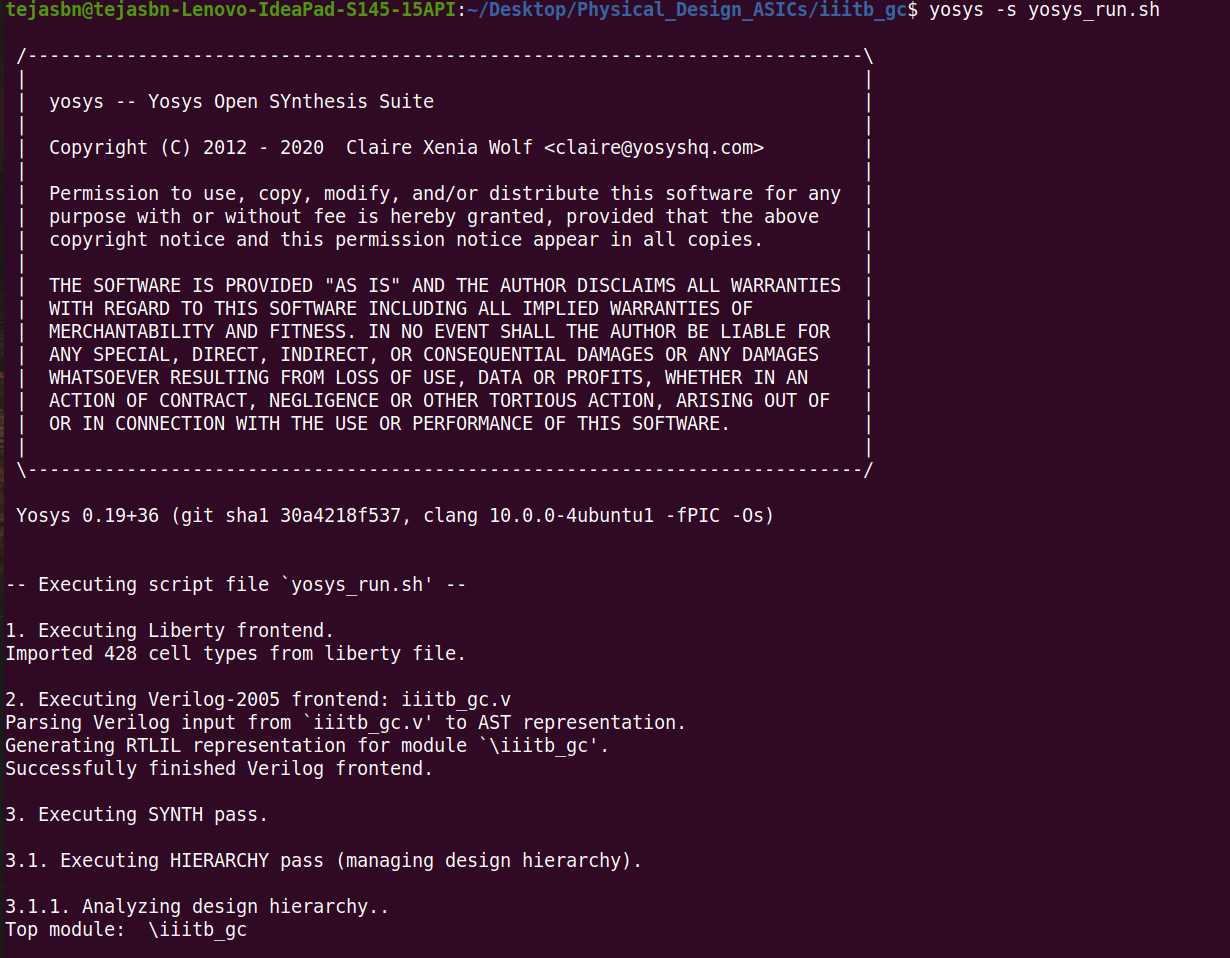 tejasbn@tejasbn-Lenovo-IdeaPad-S145-15API:~/Desktop/Physical_Design_ASICs/iiitb_gc$ yosys -s yosys_run.sh
/----------------------------------------------------------------------------\
|                                                                            |
|  yosys -- Yosys Open SYnthesis Suite                                       |
|                                                                            |
|  Copyright (C) 2012 - 2020  Claire Xenia Wolf <claire@yosyshq.com>         |
|                                                                            |
|  Permission to use, copy, modify, and/or distribute this software for any  |
|  purpose with or without fee is hereby granted, provided that the above    |
|  copyright notice and this permission notice appear in all copies.         |
|                                                                            |
|  THE SOFTWARE IS PROVIDED "AS IS" AND THE AUTHOR DISCLAIMS ALL WARRANTIES  |
|  WITH REGARD TO THIS SOFTWARE INCLUDING ALL IMPLIED WARRANTIES OF          |
|  MERCHANTABILITY AND FITNESS. IN NO EVENT SHALL THE AUTHOR BE LIABLE FOR   |
|  ANY SPECIAL, DIRECT, INDIRECT, OR CONSEQUENTIAL DAMAGES OR ANY DAMAGES    |
|  WHATSOEVER RESULTING FROM LOSS OF USE, DATA OR PROFITS, WHETHER IN AN     |
|  ACTION OF CONTRACT, NEGLIGENCE OR OTHER TORTIOUS ACTION, ARISING OUT OF   |
|  OR IN CONNECTION WITH THE USE OR PERFORMANCE OF THIS SOFTWARE.            |
|                                                                            |
\----------------------------------------------------------------------------/
Yosys 0.19+36 (git sha1 30a4218f537, clang 10.0.0-4ubuntu1 -fPIC -Os)
-- Executing script file `yosys_run.sh' --
1. Executing Liberty frontend.
Imported 428 cell types from liberty file.
2. Executing Verilog-2005 frontend: iiitb_gc.v
Parsing Verilog input from `iiitb_gc.v' to AST representation.
Generating RTLIL representation for module `\iiitb_gc'.
Successfully finished Verilog frontend.
3. Executing SYNTH pass.
3.1. Executing HIERARCHY pass (managing design hierarchy).
3.1.1. Analyzing design hierarchy..
Top module:  \iiitb_gc